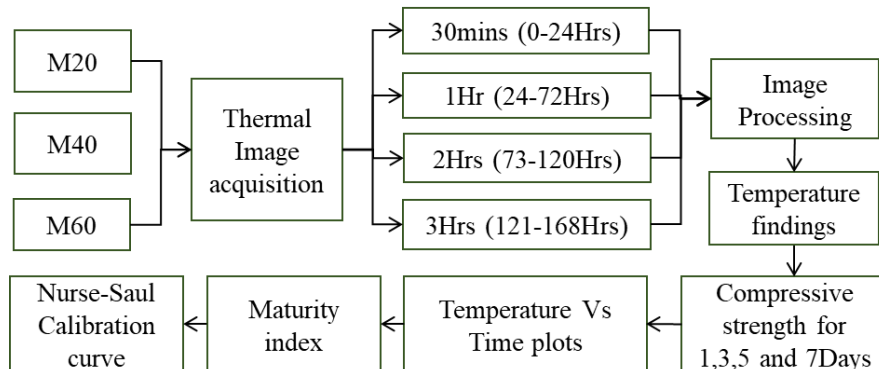 M20
M40
M60
Thermal
Image
acquisition
30mins (0-24Hrs)
1Hr (24-72Hrs)
2Hrs (73-120Hrs)
3Hrs (121-168Hrs)
Image
Processing
Temperature
findings
Compressive
strength for
1,3,5 and 7Days
Temperature Vs
Time plots
Maturity
index
Nurse-Saul
Calibration
curve